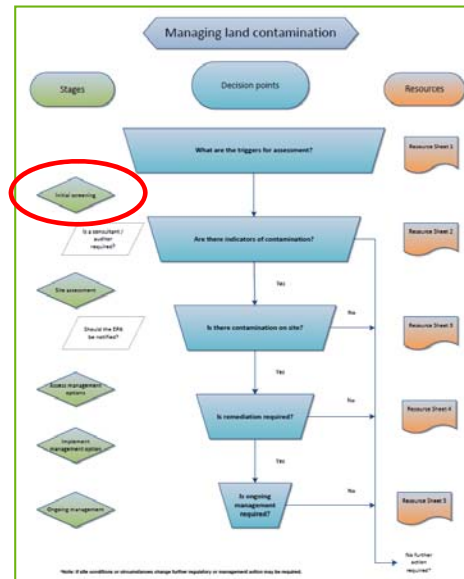 Managing land contamination
Stages
Decision points
Resources
What are the triggers for assessment?
Resource Sheet 1
Initial screening
Is a consultant /
auditor
required?
Are there indicators of contamination?
Resource Sheet 2
Yes
Site assessment
Is there contamination on site?
No
Resource Sheet 3
Should the EPA
be notified?
Yes
Assess management
options
Is remediation required?
No
Resource Sheet 4
Implement
management option
Yes
Is ongoing
management
required?
No
Ongoing management
Resource Sheet 5
No further
action
required?
*Note: If site conditions or circumstances change further regulatory or management action may be required.